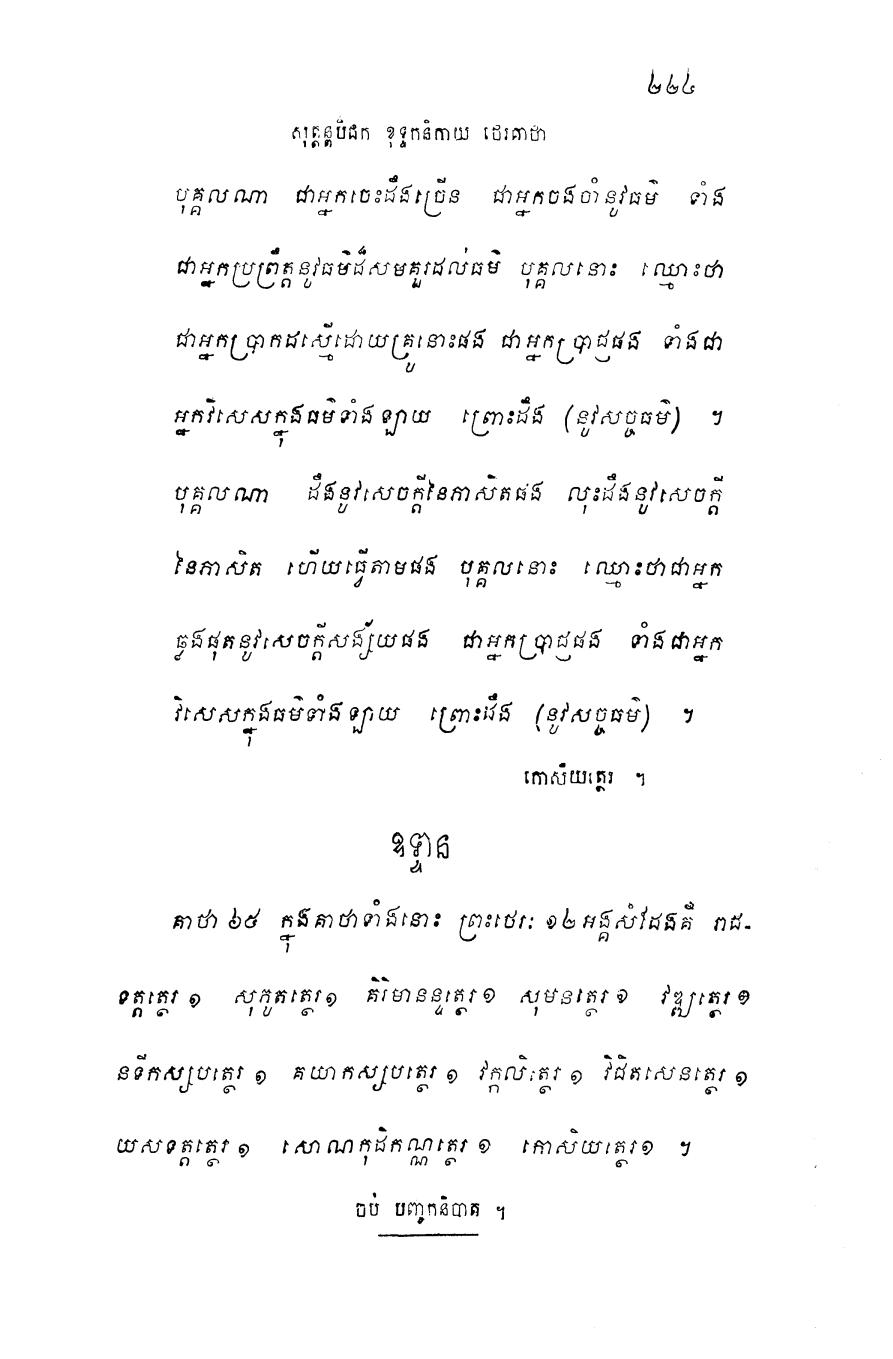 ២២៤
សុត្តន្តបិដក ខុទ្ទកនិកាយ ថេរគាថា
បុគ្គលណា ជាអ្នកចេះដឹងច្រើន ជាអ្នកចងចាំនូវធម៌ ទាំង
ជាអ្នកប្រព្រឹត្តនូវធម៌ដ៏សមគួរដល់ធម៌ បុគ្គលនោះ ឈ្មោះថា
ជាអ្នកប្រាកដស្មើដោយគ្រូនោះផង ជាអ្នកប្រាជ្ញផង ទាំងជា
អ្នកវិសេសក្នុងធម៌ទាំងឡាយ ព្រោះដឹង (នូវសច្ចធម៌) ។
បុគ្គលណា ដឹងនូវសេចក្តីនៃភាសិតផង លុះដឹងនូវសេចក្តី
នៃភាសិត ហើយធ្វើតាមផង បុគ្គលនោះ ឈ្មោះថាជាអ្នក
ឆ្លងផុតនូវសេចក្តីសង្ស័យផង ជាអ្នកប្រាជ្ញផង ទាំងជាអ្នក
វិសេសក្នុងធម៌ទាំងឡាយ ព្រោះដឹង (នូវសច្ចធម៌) ។
កោសិយត្ថេរ ។
ឧទ្ទាន
គាថា ៦៥ ក្នុងគាថាទាំងនោះ ព្រះថេរៈ ១២ អង្គសំដែងគឺ រាជ-
ទត្តត្ថេរ ១ សុភូតត្ថេរ ១ គិរិមានន្ទត្ថេរ ១ សុមនត្ថេរ ១ វឌ្ឍត្ថេរ ១
នទីកស្សបត្ថេរ ១ គយាកស្សបត្ថេរ ១ វក្កលិត្ថេរ ១ វិជិតសេនត្ថេរ ១
យសទត្តត្ថេរ ១ សោណកុដិកណ្ណត្ថេរ ១ កោសិយត្ថេរ ១ ។
ចប់ បញ្ចកនិបាត ។